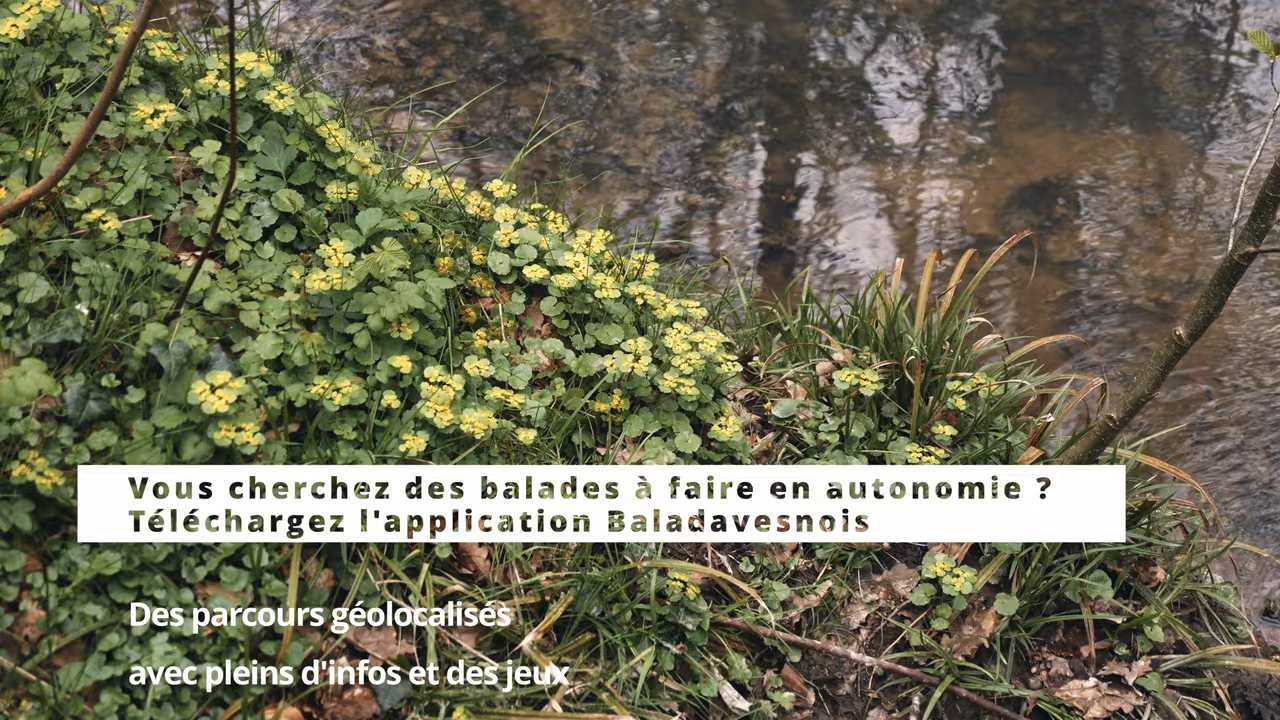 Vous cherchez des balades à faire en autonomie ?
Téléchargez l'application Baladavesnois
Des parcours géolocalisés
avec pleins d'infos et des jeux